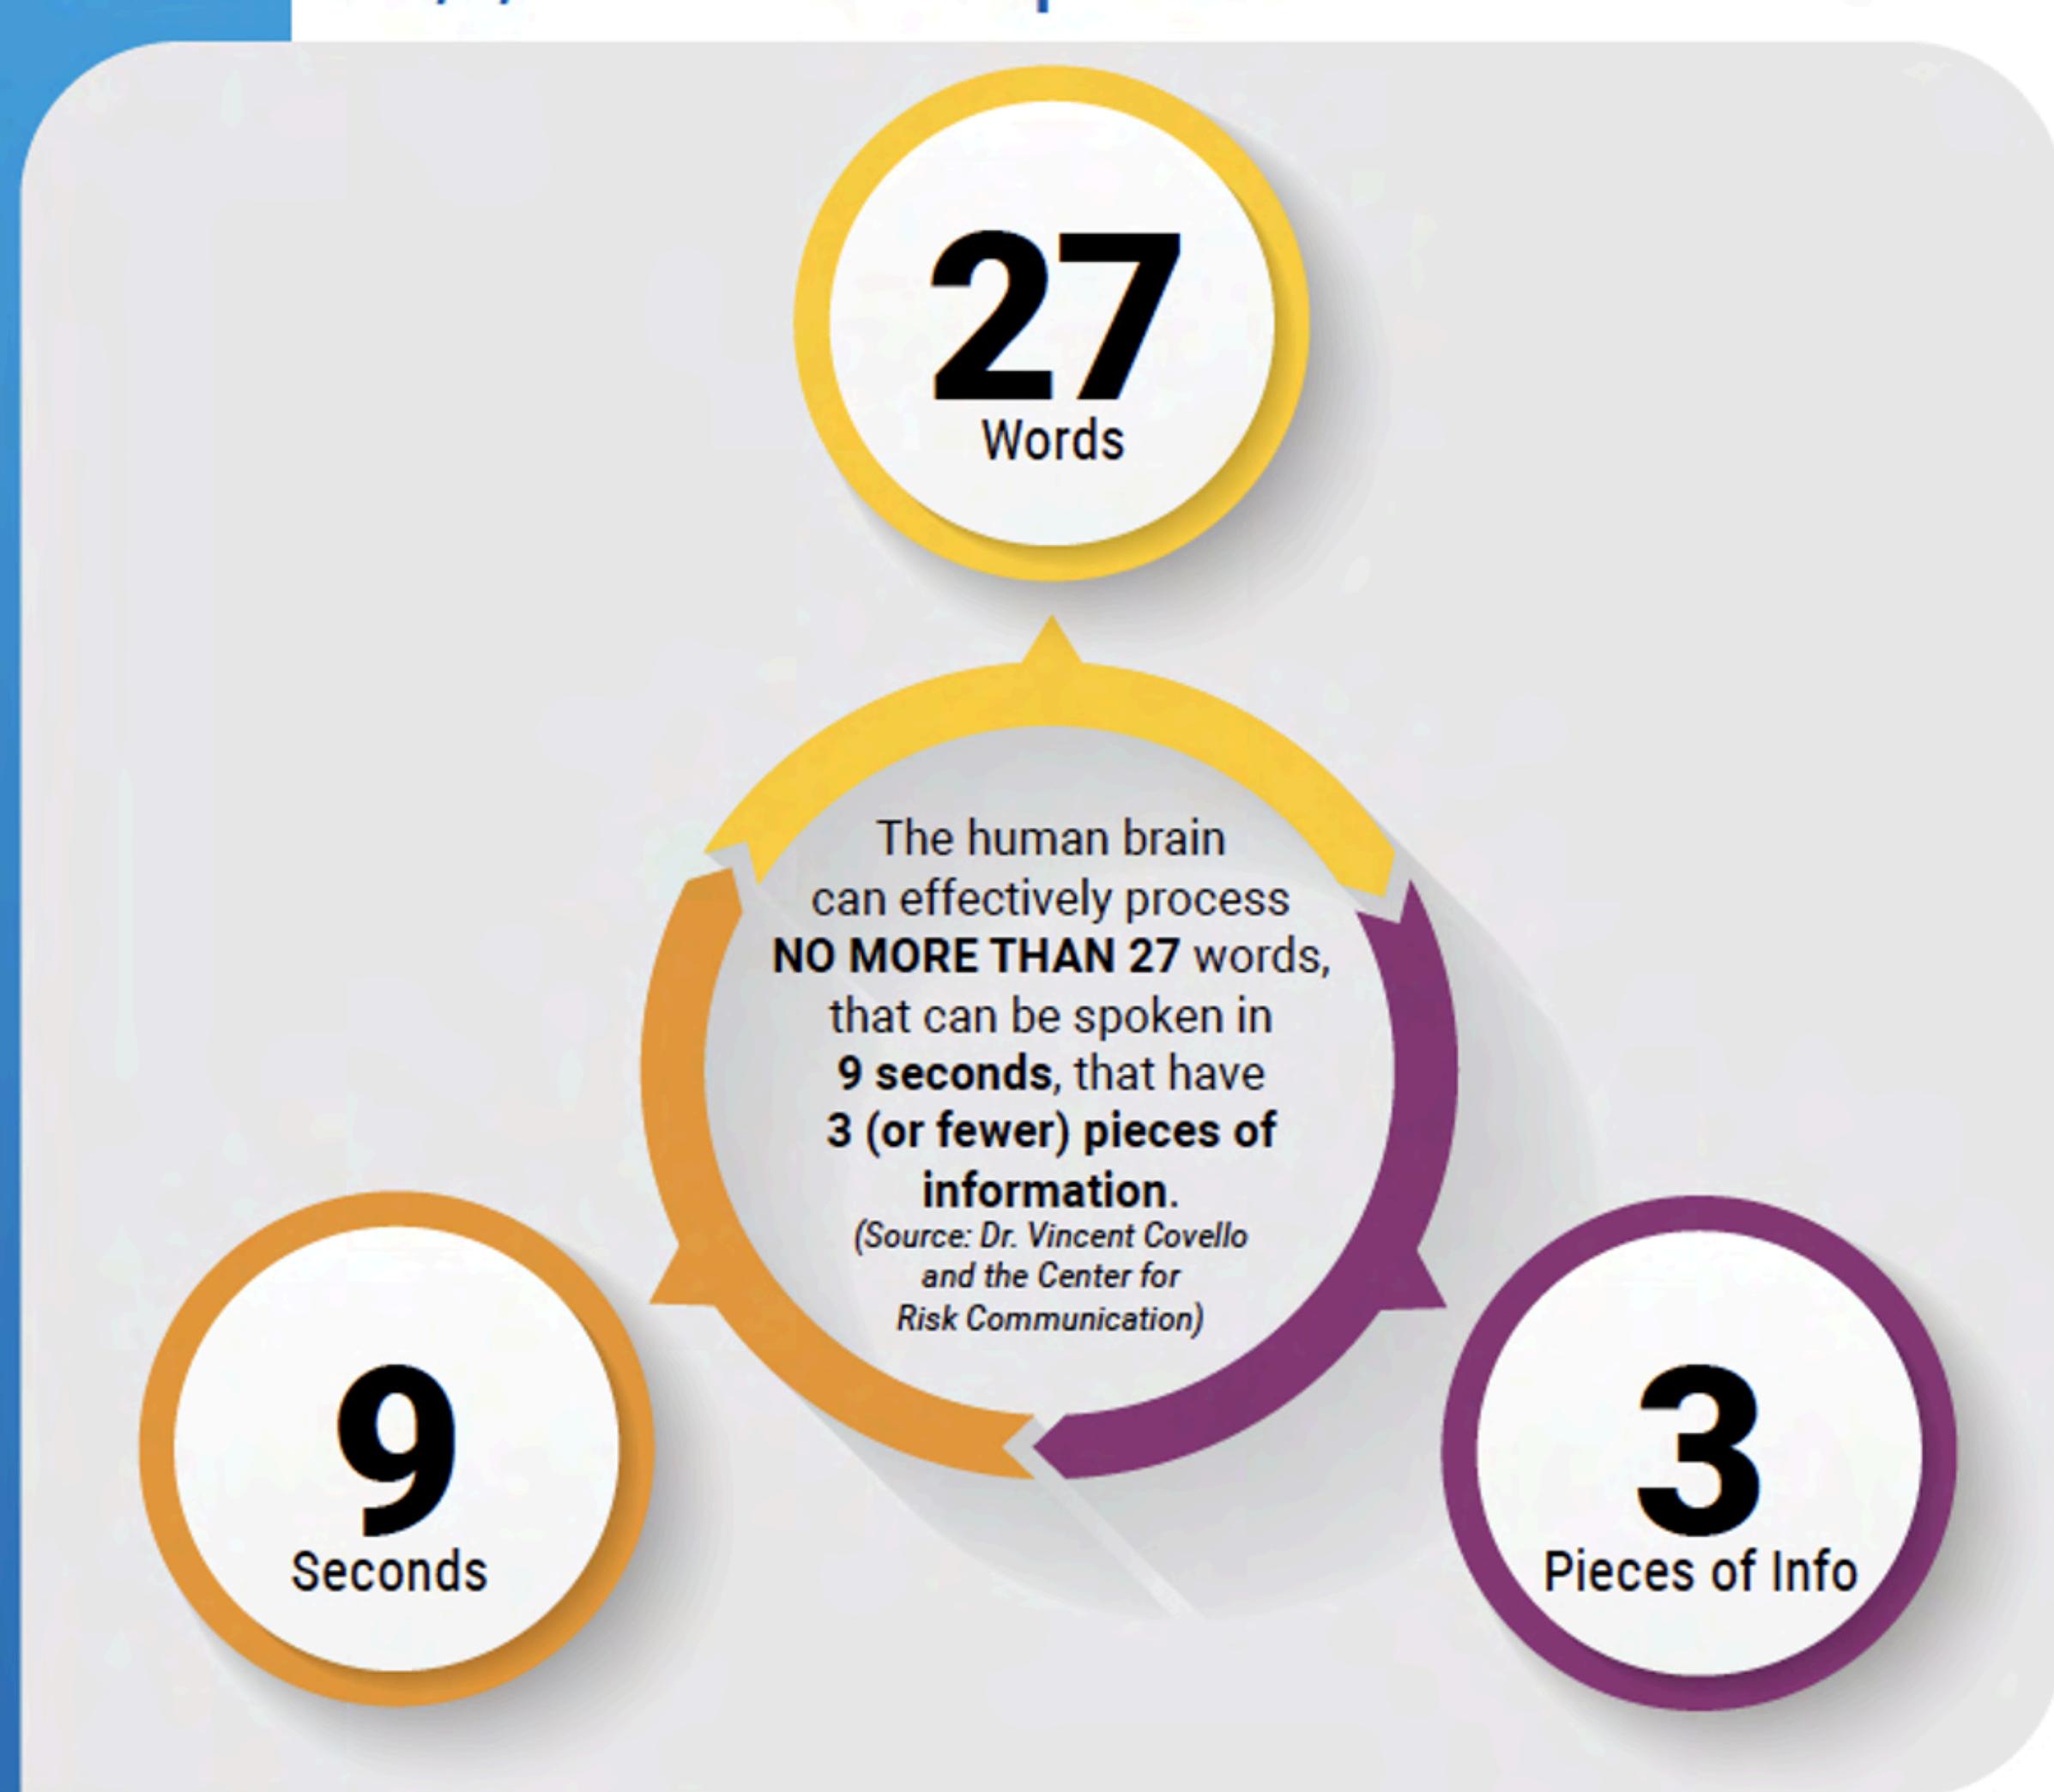 27
Words
The human brain
can effectively process
NO MORE THAN 27 words,
that can be spoken in
9 seconds, that have
3 (or fewer) pieces of
information.
(Source: Dr. Vincent Covello
and the Center for
Risk Communication)
9
Seconds
3
Pieces of Info